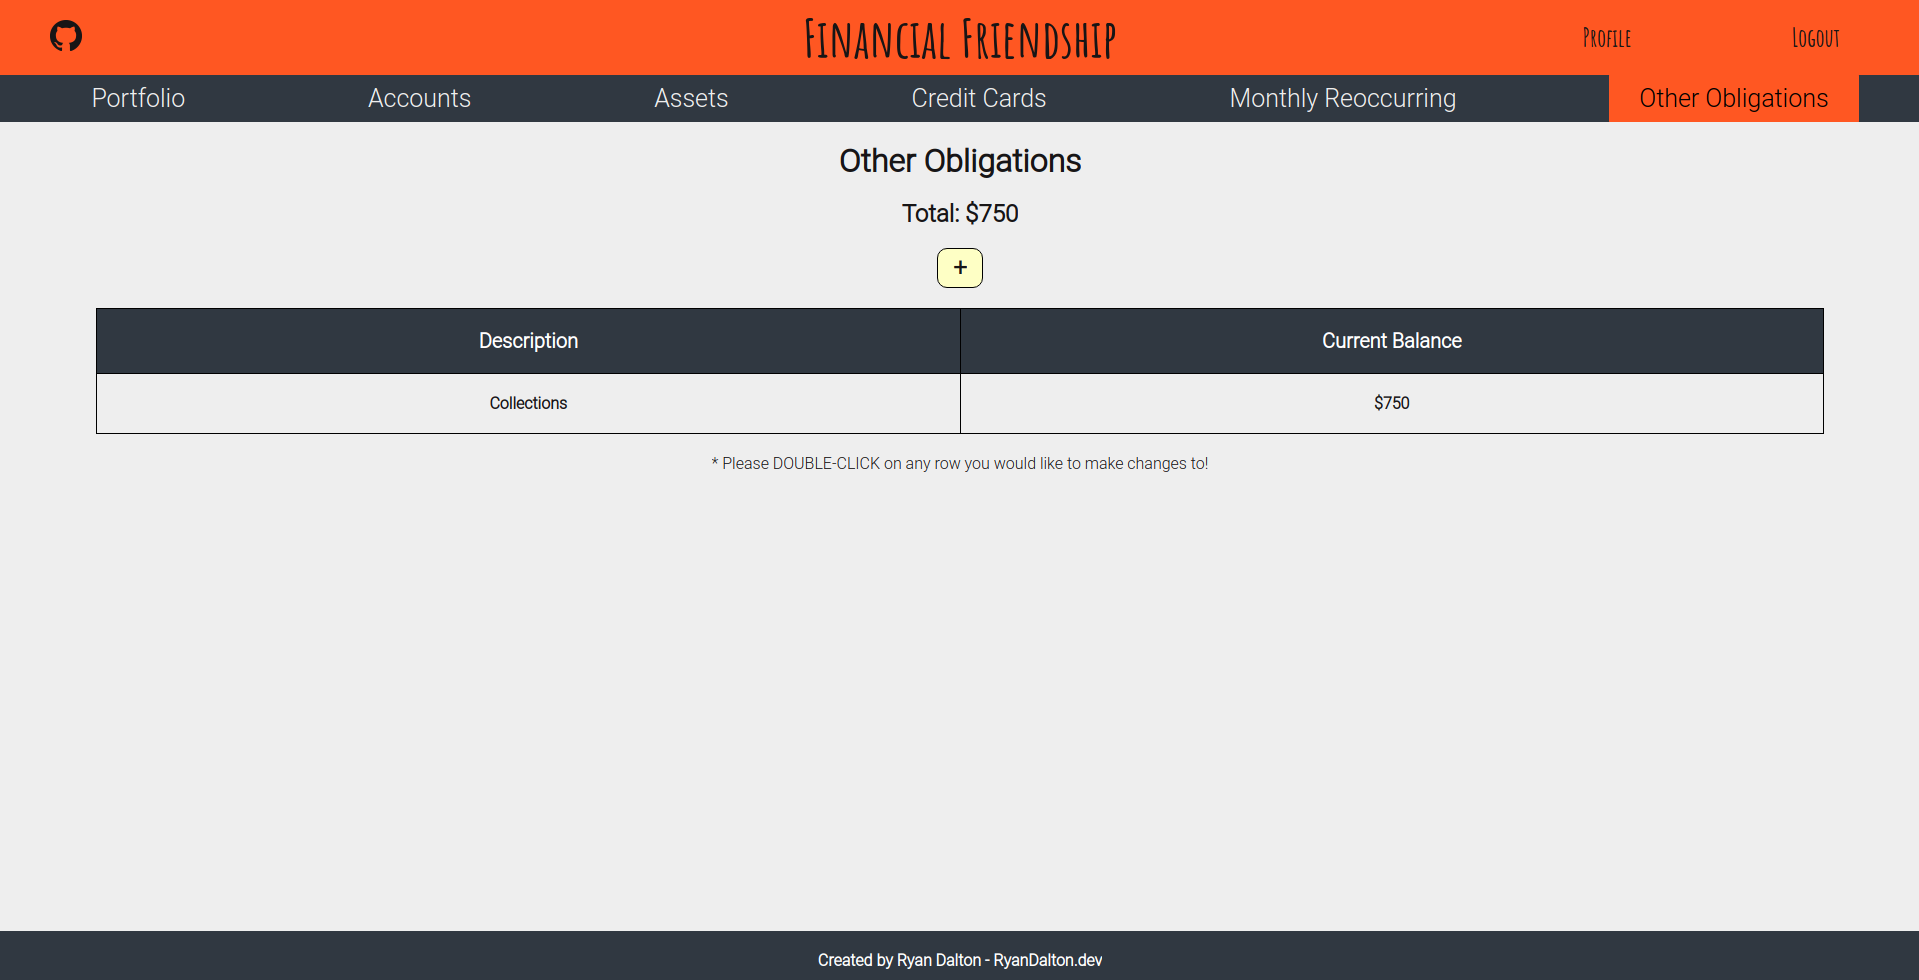 Financial Friendship
Profile
Logout
Portfolio
Accounts
Assets
Credit Cards
Monthly Reoccurring
Other Obligations
Other Obligations
Total: $750
+
Description
Current Balance
Collections
$750
* Please DOUBLE-CLICK on any row you would like to make changes to!
Created by Ryan Dalton - RyanDalton.dev